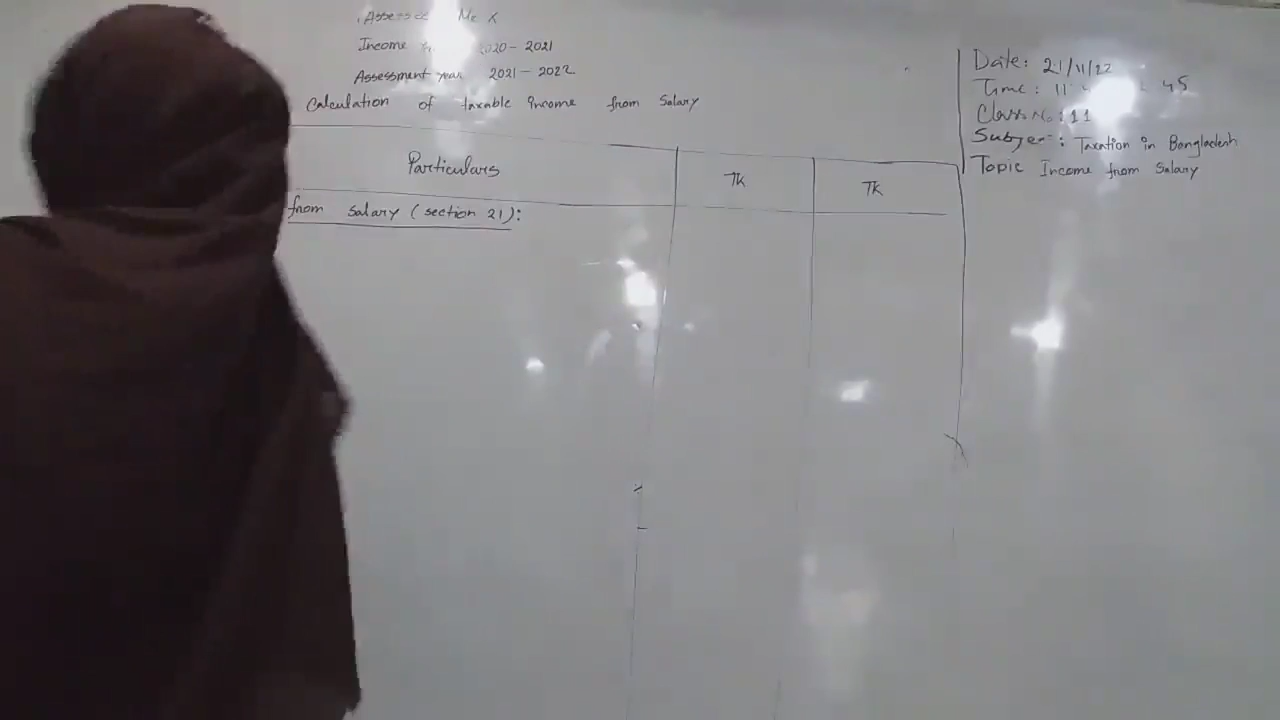 Assess Mr X
Income 2020 - 2021
Assessment year 2021 - 2022
Calculation of taxable income from Salary
Particulars TK TK
from salary (section 21):
Date: 21/11/22
Time: 11 45
Class No: 11
Subject: Taxation in Bangladesh
Topic Income from Salary